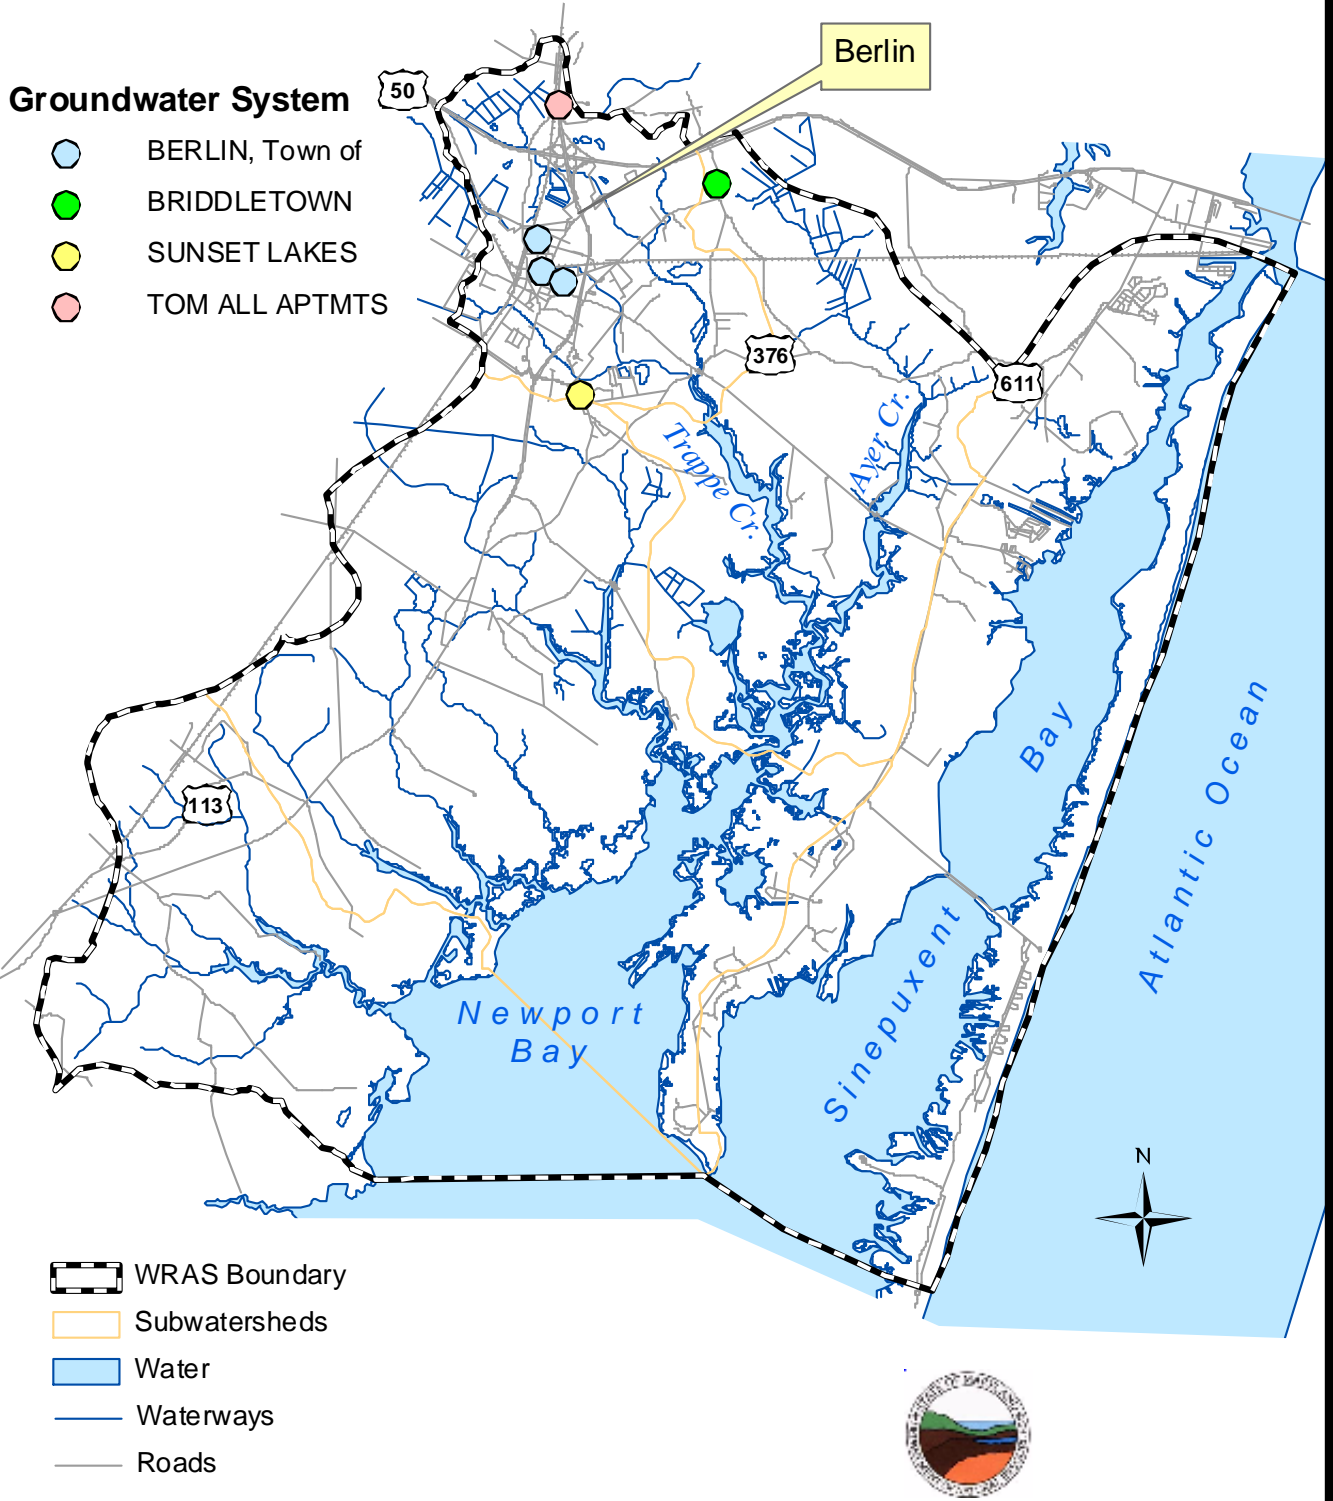 Berlin
Groundwater System
50
BERLIN, Town of
BRIDDLETOWN
SUNSET LAKES
TOM ALL APTMTS
376
611
Trappe Cr.
Ayer Cr.
113
Bay
Atlantic Ocean
Newport
Bay
Sinepuxent
N
WRAS Boundary
Subwatersheds
Water
Waterways
Roads